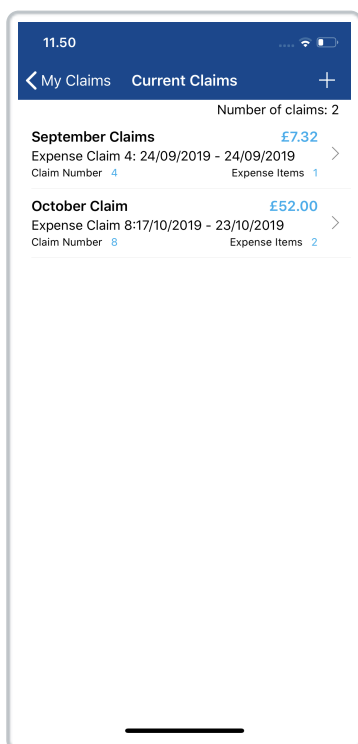 11.50
My Claims Current Claims
Number of claims: 2
September Claims £7.32
Expense Claim 4: 24/09/2019 - 24/09/2019
Claim Number 4 Expense Items 1
October Claim £52.00
Expense Claim 8:17/10/2019 - 23/10/2019
Claim Number 8 Expense Items 2